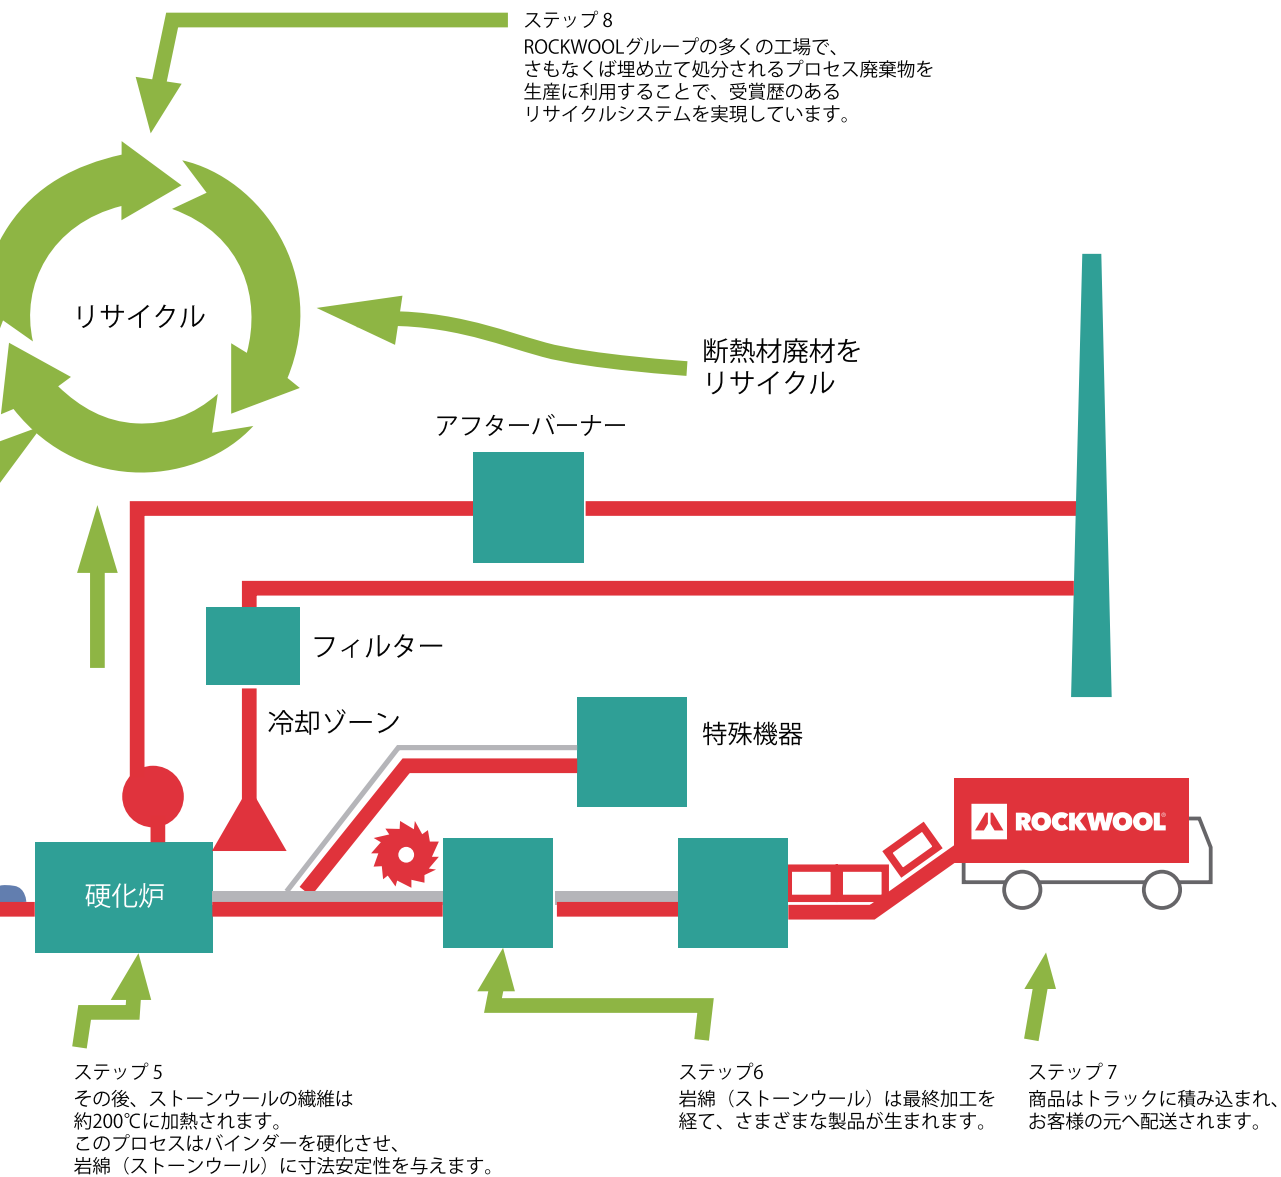 ステップ 8
ROCKWOOLグループの多くの工場で、
さもなくば埋め立て処分されるプロセス廃棄物を
生産に利用することで、受賞歴のある
リサイクルシステムを実現しています。
リサイクル
断熱材廃材を
リサイクル
アフターバーナー
フィルター
冷却ゾーン
特殊機器
ROCKWOOL®
硬化炉
ステップ 5
その後、ストーンウールの繊維は
約200℃に加熱されます。
このプロセスはバインダーを硬化させ、
岩綿（ストーンウール）に寸法安定性を与えます。
ステップ6
岩綿（ストーンウール）は最終加工を
経て、さまざまな製品が生まれます。
ステップ 7
商品はトラックに積み込まれ、
お客様の元へ配送されます。